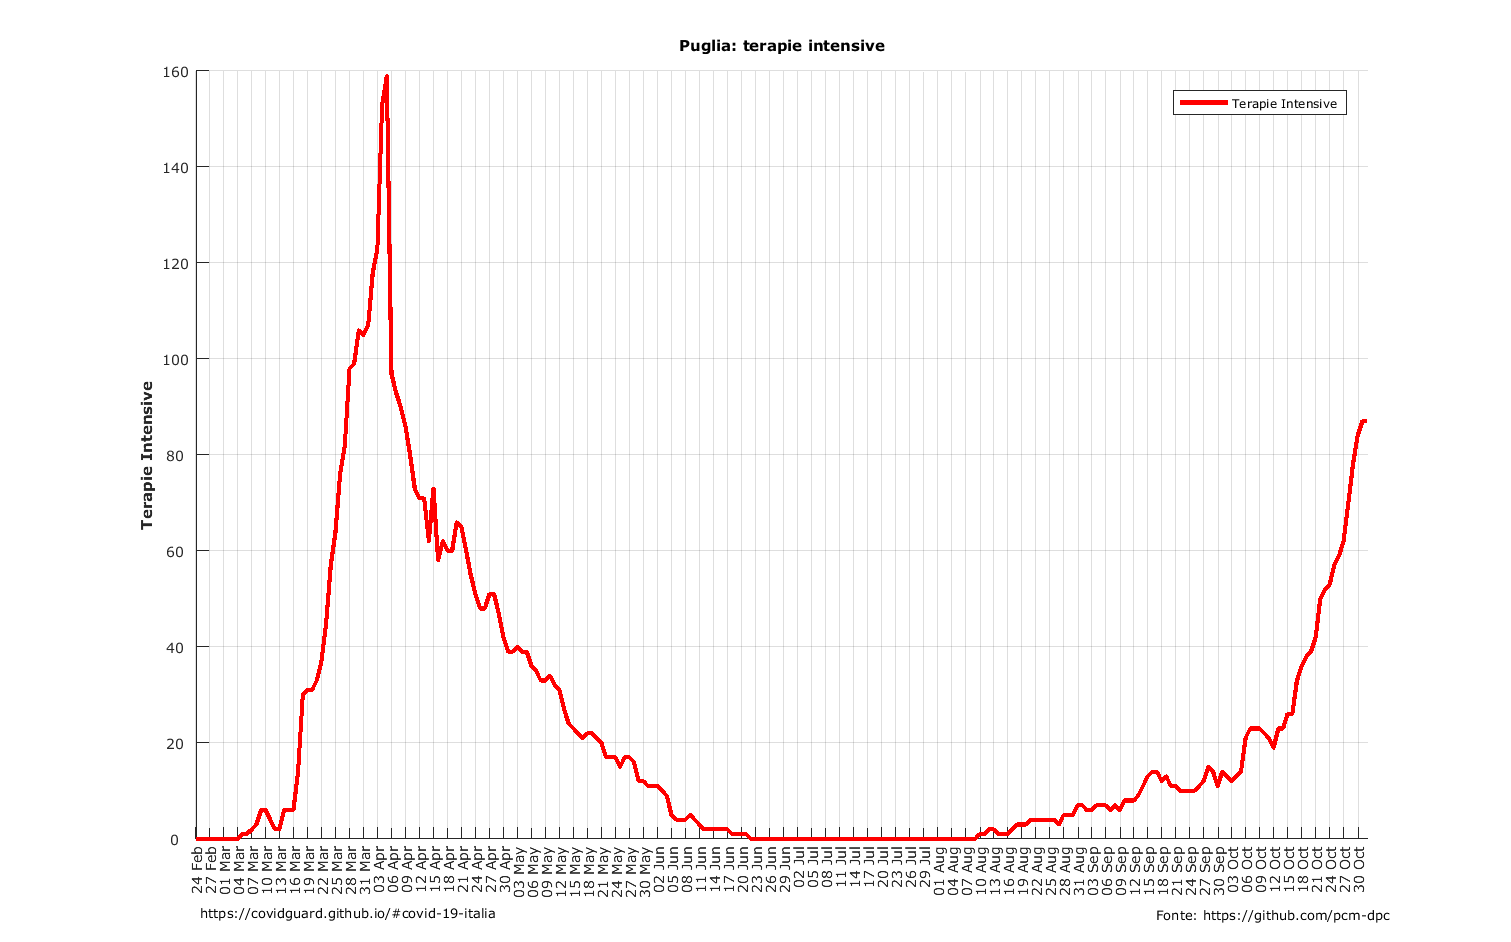 Puglia: terapie intensive
Terapie Intensive
Terapie Intensive
160
140
120
100
80
60
40
20
0
24 Feb
27 Feb
01 Mar
04 Mar
07 Mar
10 Mar
13 Mar
16 Mar
19 Mar
22 Mar
25 Mar
28 Mar
31 Mar
03 Apr
06 Apr
09 Apr
12 Apr
15 Apr
18 Apr
21 Apr
24 Apr
27 Apr
30 Apr
03 May
06 May
09 May
12 May
15 May
18 May
21 May
24 May
27 May
30 May
02 Jun
05 Jun
08 Jun
11 Jun
14 Jun
17 Jun
20 Jun
23 Jun
26 Jun
29 Jun
02 Jul
05 Jul
08 Jul
11 Jul
14 Jul
17 Jul
20 Jul
23 Jul
26 Jul
29 Jul
01 Aug
04 Aug
07 Aug
10 Aug
13 Aug
16 Aug
19 Aug
22 Aug
25 Aug
28 Aug
31 Aug
03 Sep
06 Sep
09 Sep
12 Sep
15 Sep
18 Sep
21 Sep
24 Sep
27 Sep
30 Sep
03 Oct
06 Oct
09 Oct
12 Oct
15 Oct
18 Oct
21 Oct
24 Oct
27 Oct
30 Oct
https://covidguard.github.io/#covid-19-italia
Fonte: https://github.com/pcm-dpc